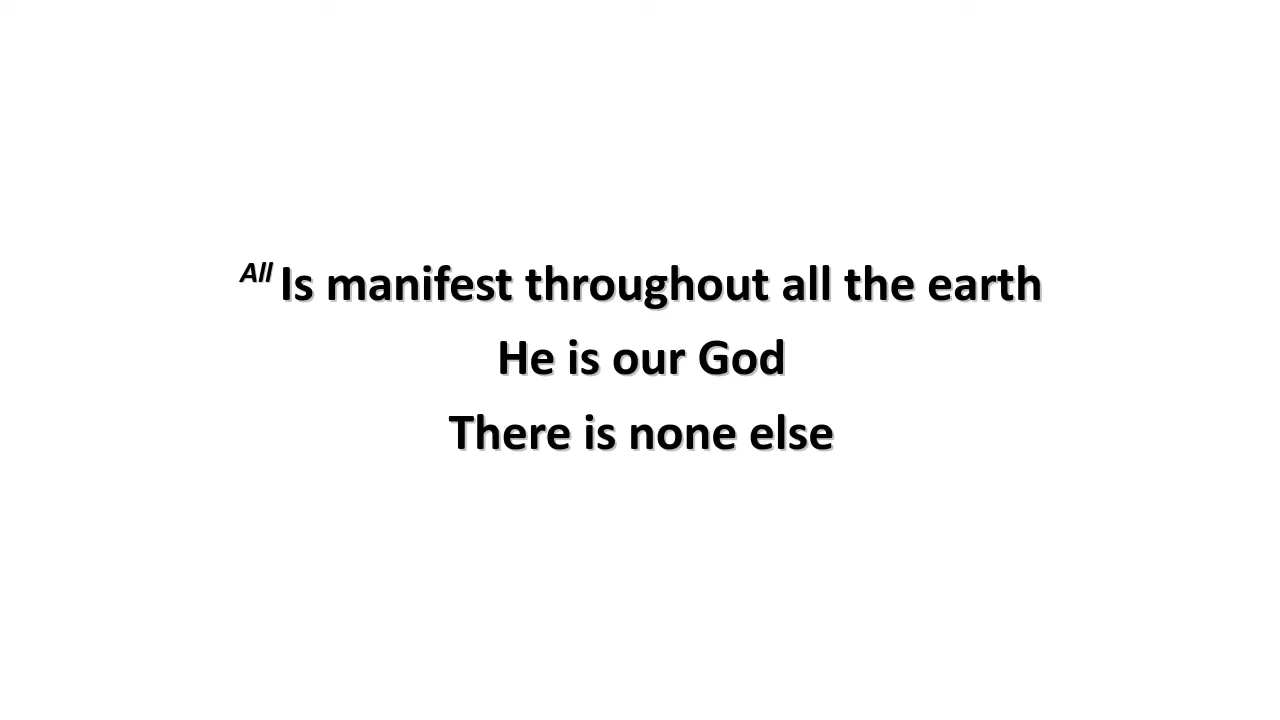 All Is manifest throughout all the earth
He is our God
There is none else